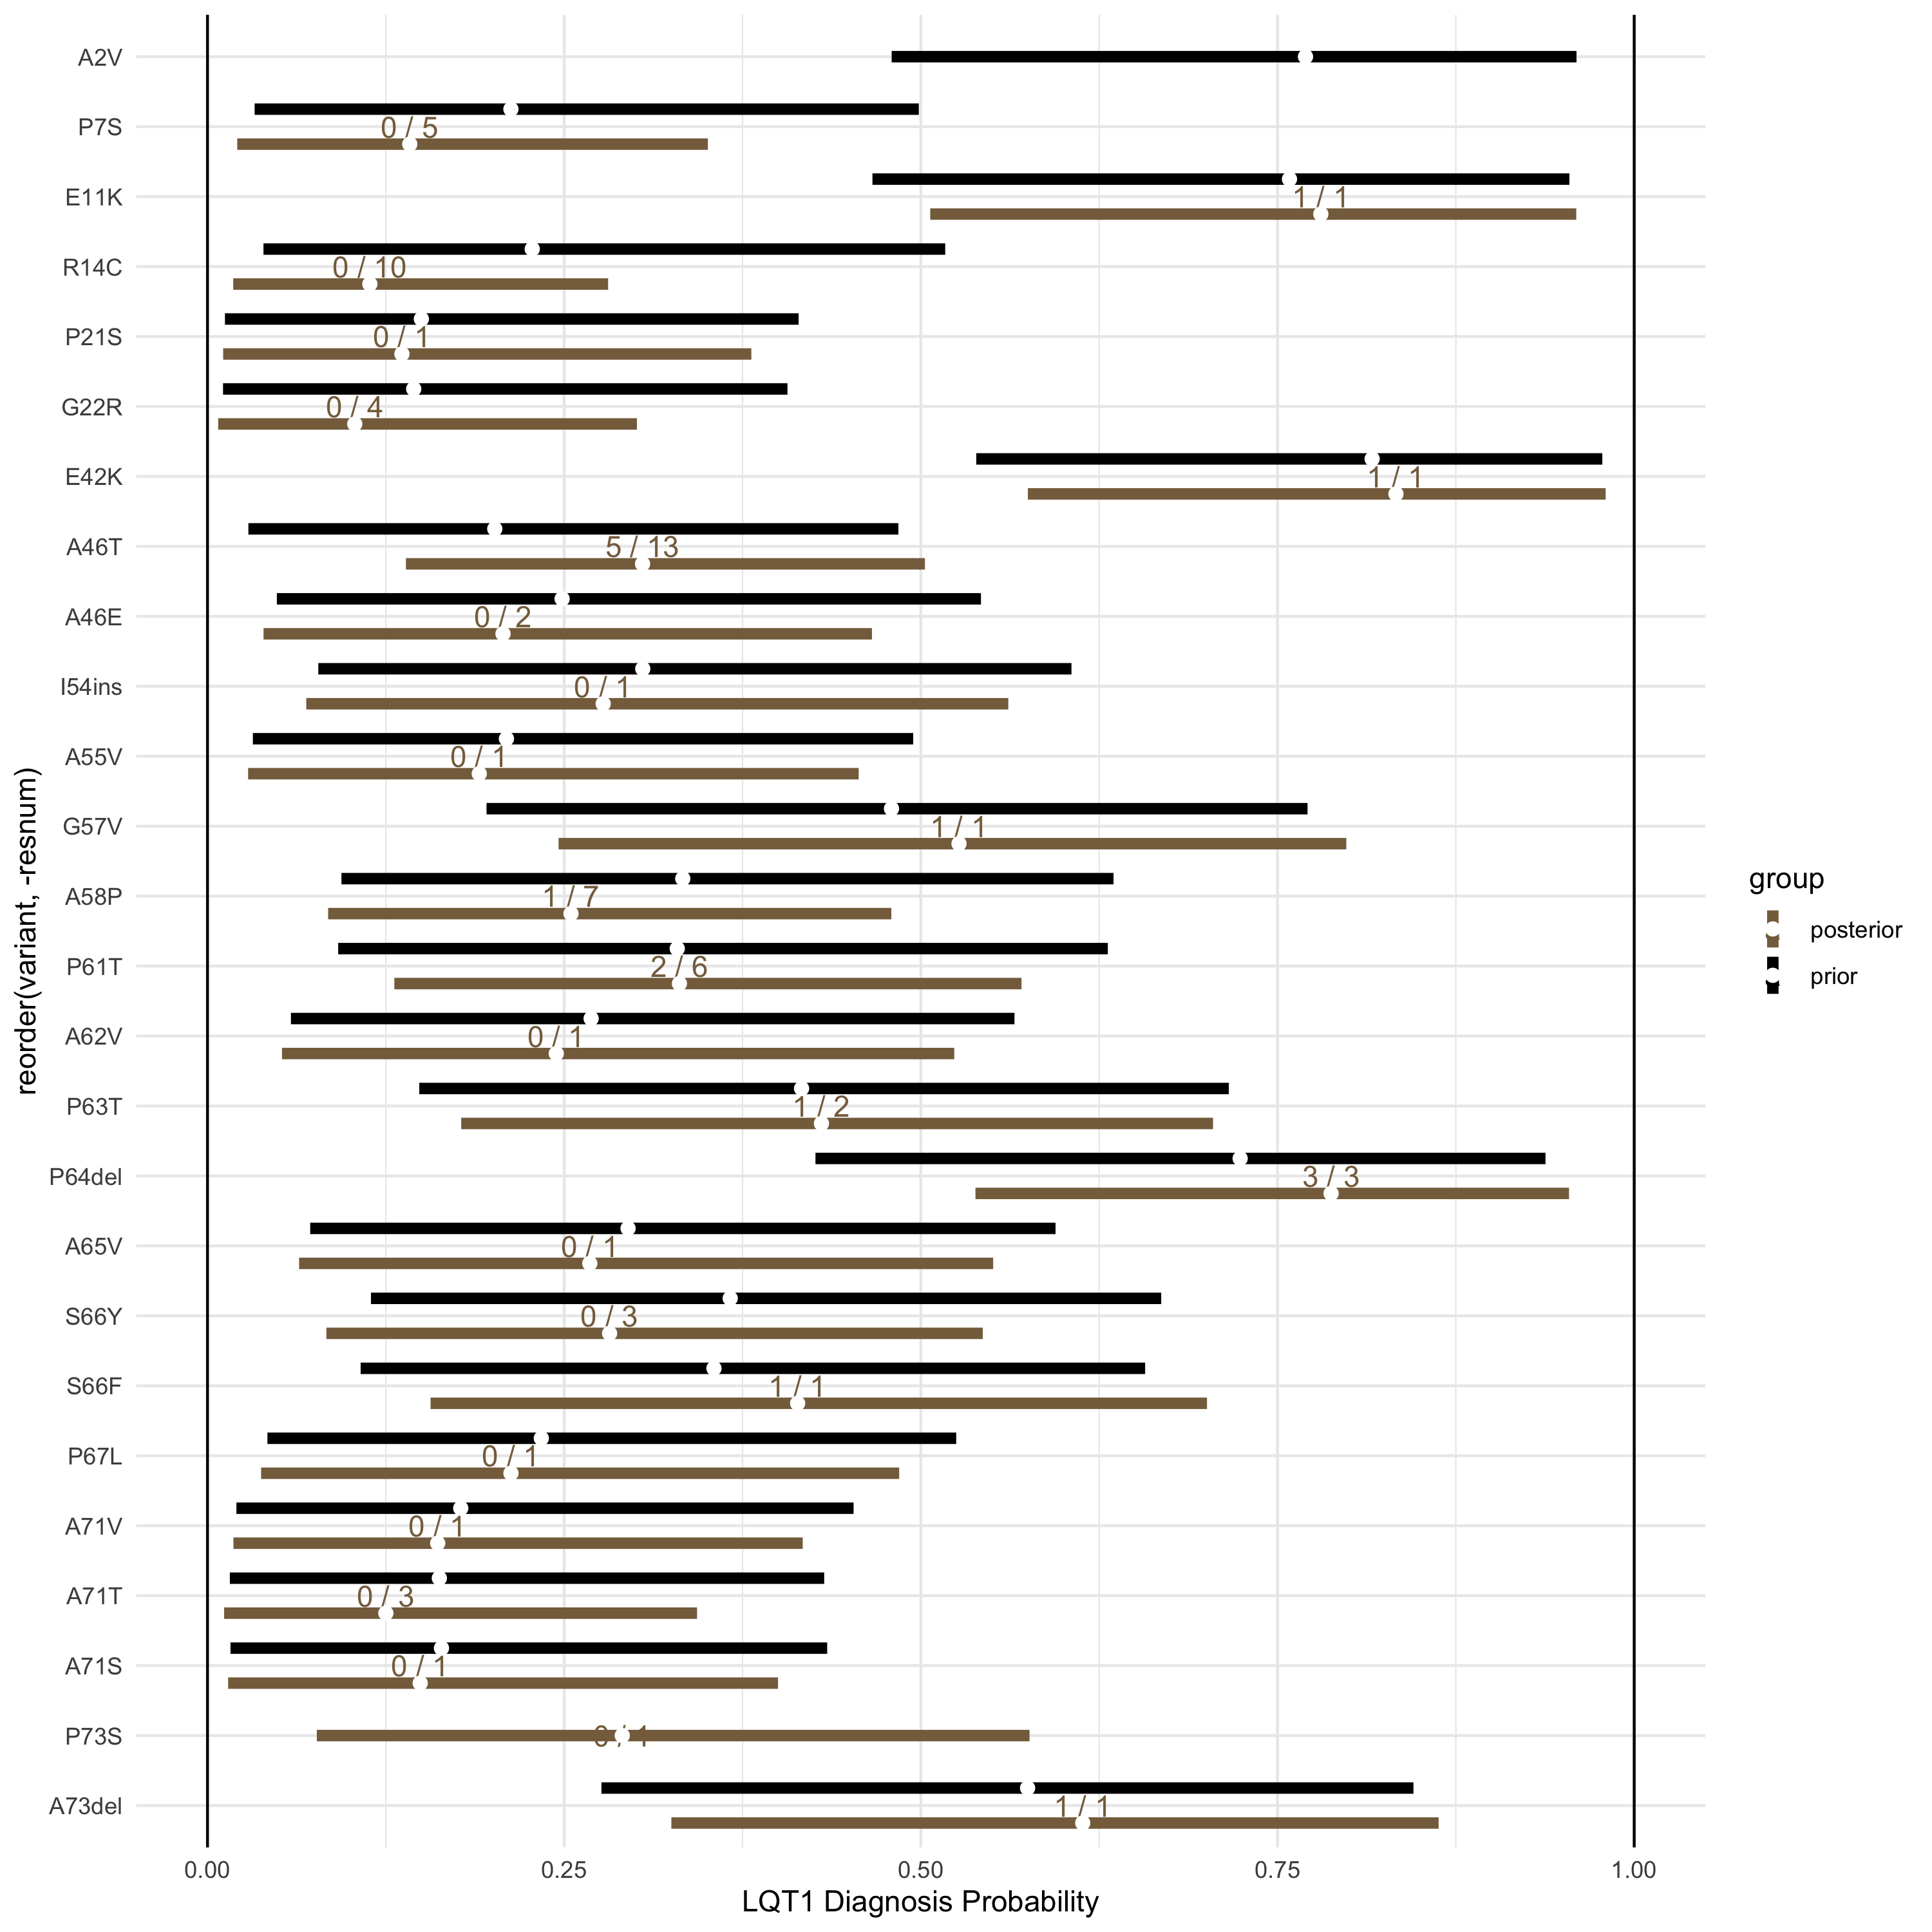 A2V
P7S
0 / 5
E11K
1 / 1
R14C
0 / 10
P21S
0 / 1
G22R
0 / 4
E42K
1 / 1
A46T
5 / 13
A46E
0 / 2
I54ins
0 / 1
A55V
0 / 1
G57V
1 / 1
A58P
1 / 7
P61T
2 / 6
A62V
0 / 1
P63T
1 / 2
P64del
3 / 3
A65V
0 / 1
S66Y
0 / 3
S66F
1 / 1
P67L
0 / 1
A71V
0 / 1
A71T
0 / 3
A71S
0 / 1
P73S
0 / 1
A73del
1 / 1
0.00 0.25 0.50 0.75 1.00
LQT1 Diagnosis Probability
reorder(variant, -resnum)
group
posterior
prior